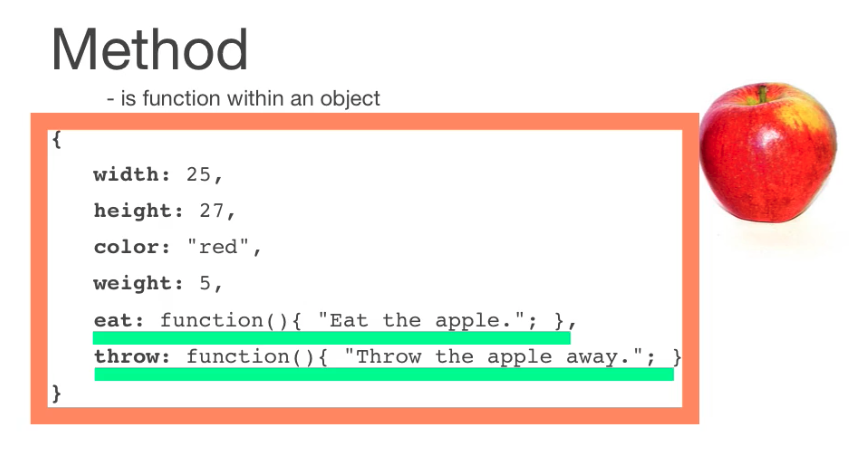 Method
- is function within an object
{
width: 25,
height: 27,
color: "red",
weight: 5,
eat: function(){ "Eat the apple."; },
throw: function(){ "Throw the apple away."; }
}